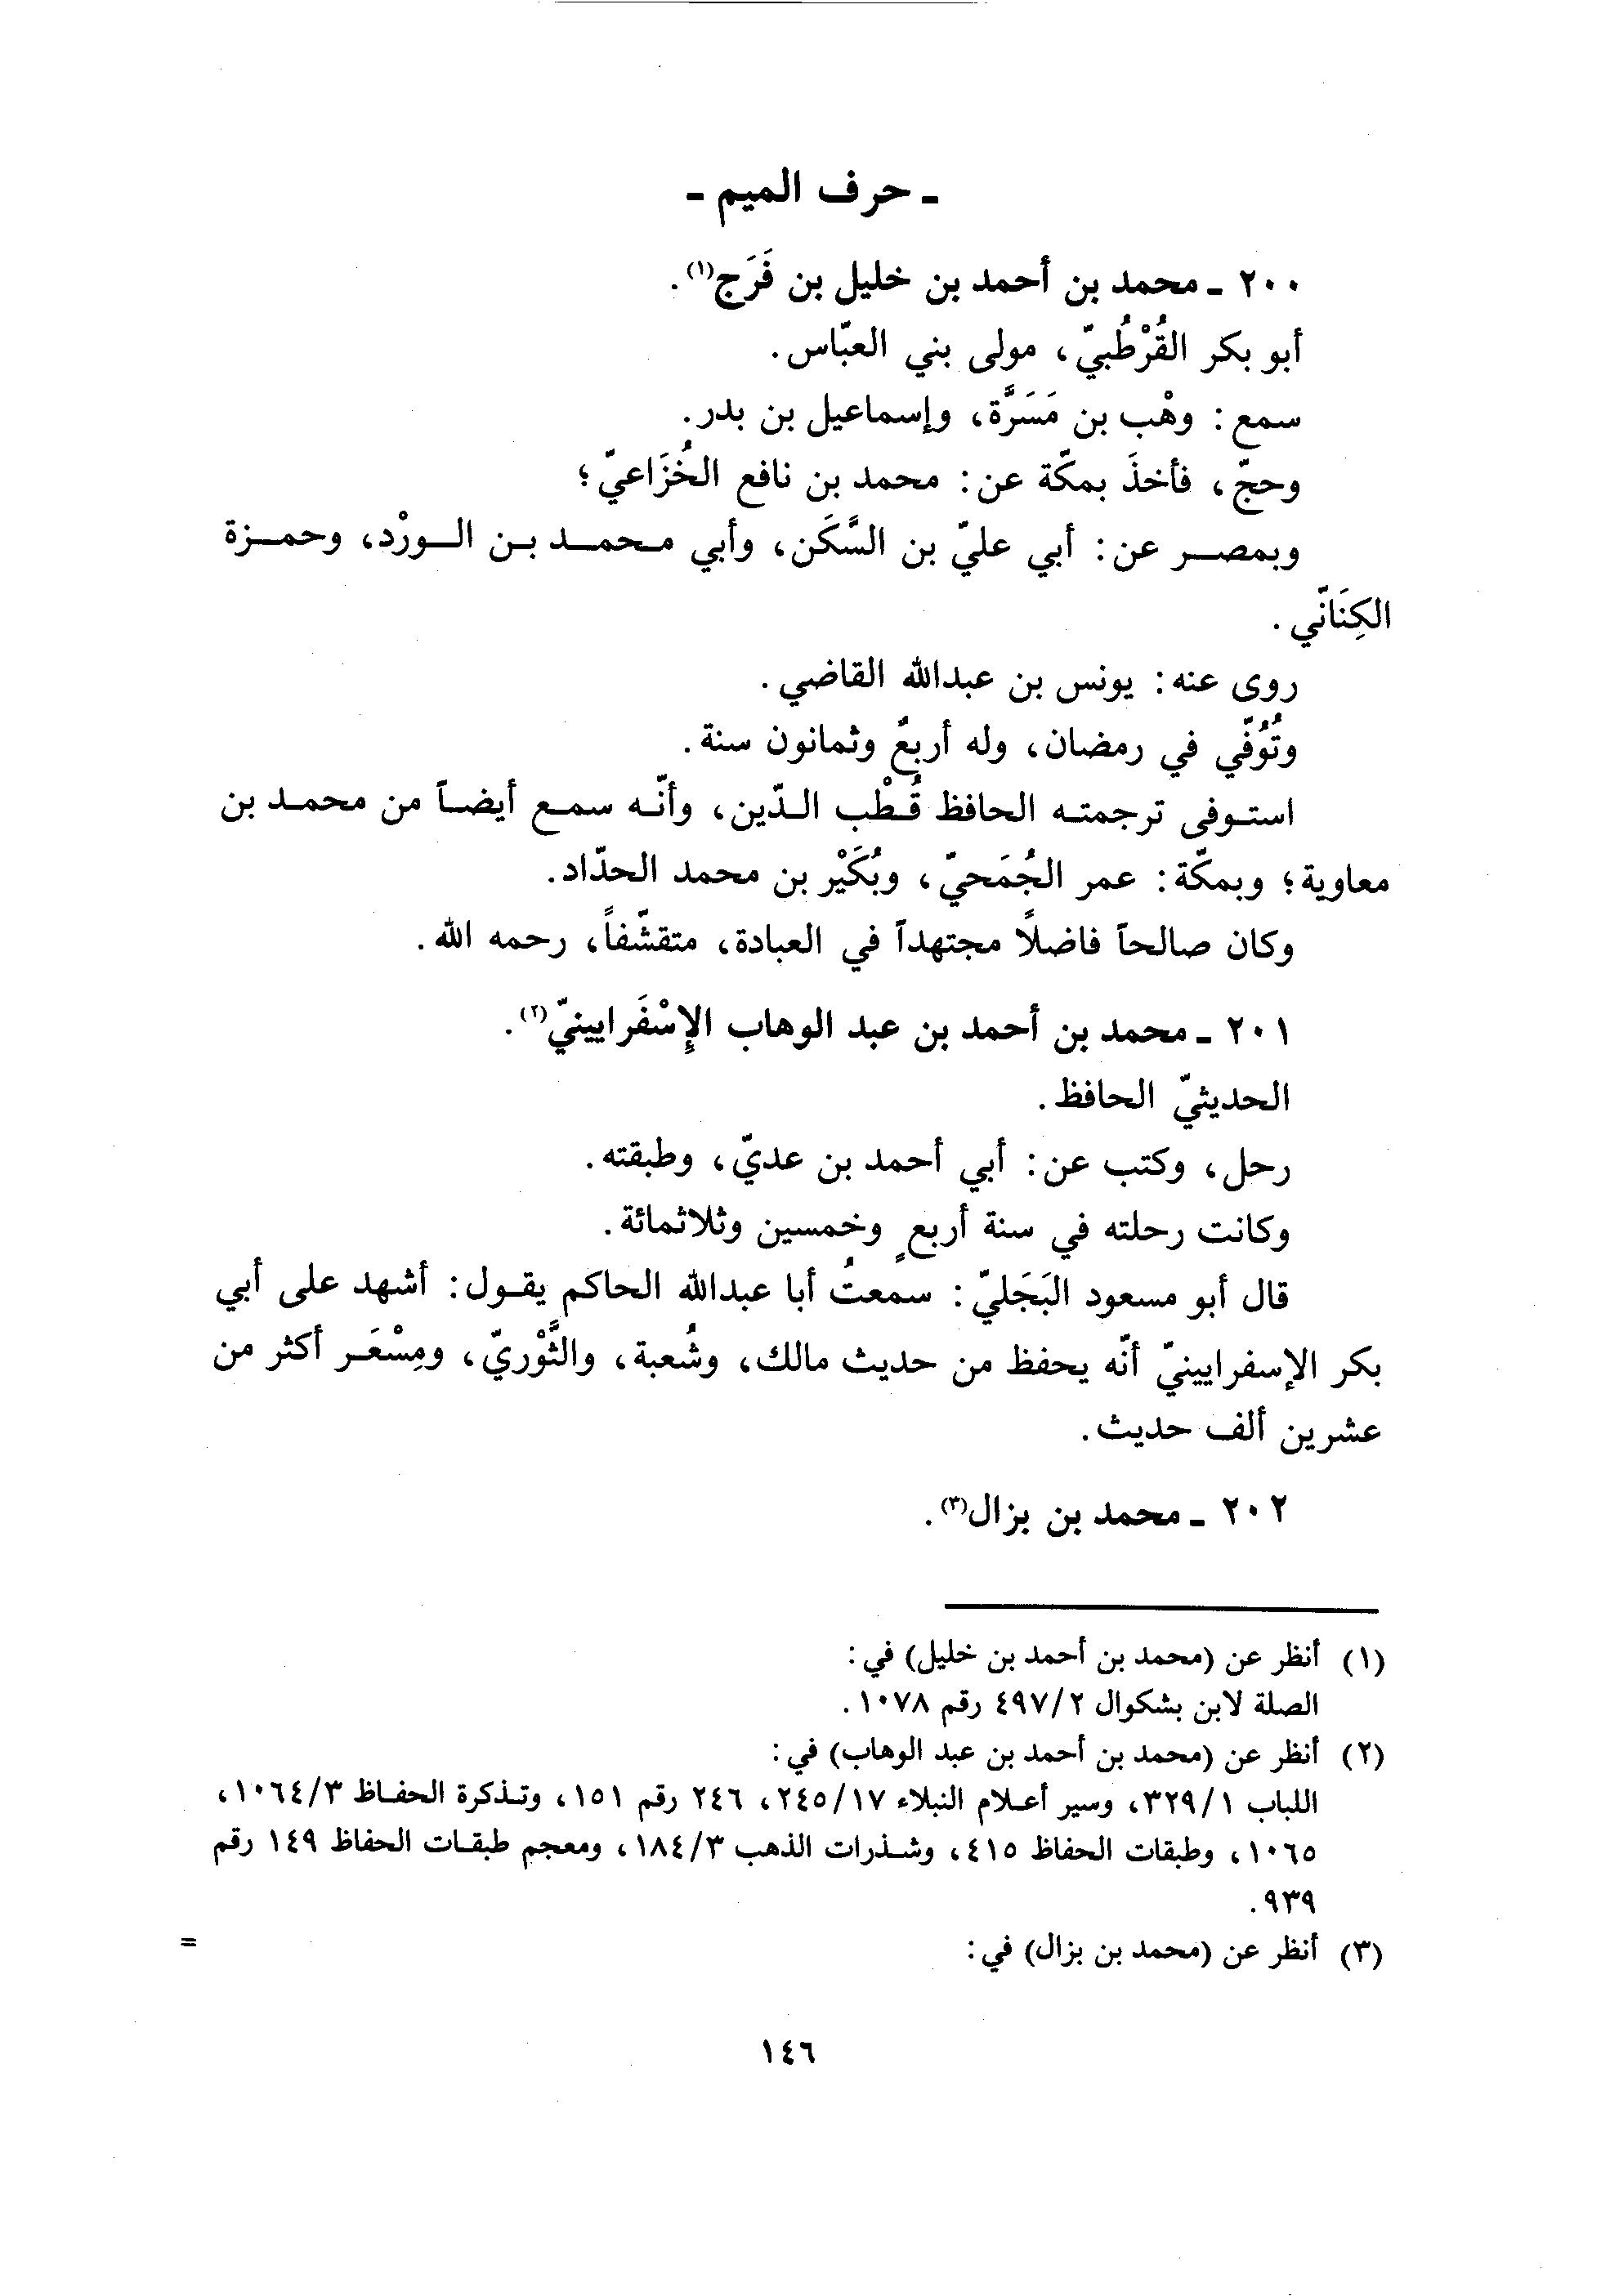 ـ حرف الميم ـ
٢٠٠ ـ محمد بن أحمد بن خليل بن فَرَج(١).
أبو بكر القُرْطُبيّ، مولى بني العبّاس.
سمع: وهْب بن مَسَرَّة، وإسماعيل بن بدر.
وحجّ، فأخذَ بمكّة عن: محمد بن نافع الخُزَاعيّ؛
وبمصر عن: أبي عليّ بن السَّكَن، وأبي محمد بن الورْد، وحمزة
الكِنَانّي.
روى عنه: يونس بن عبدالله القاضي.
وتُوُفّي في رمضان، وله أربعٌ وثمانون سنة.
استوفى ترجمته الحافظ قُطْب الدّين، وأنّه سمع أيضاً من محمد بن
معاوية؛ وبمكّة: عمر الجُمَحيّ، وبُكَيْر بن محمد الحدّاد.
وكان صالحاً فاضلاً مجتهداً في العبادة، متقشّفاً، رحمه الله.
٢٠١ ـ محمد بن أحمد بن عبد الوهاب الإِسْفَرايينيّ(٢).
الحديثيّ الحافظ.
رحل، وكتب عن: أبي أحمد بن عديّ، وطبقته.
وكانت رحلته في سنة أربعٍ وخمسين وثلاثمائة.
قال أبو مسعود البَجَليّ: سمعتُ أبا عبدالله الحاكم يقول: أشهد على أبي
بكر الإسفرايينيّ أنّه يحفظ من حديث مالك، وشُعبة، والثَّوْريّ، ومِسْعَر أكثر من
عشرين ألف حديث.
٢٠٢ ـ محمد بن بزال(٣).
(١) أنظر عن (محمد بن أحمد بن خليل) في:
الصلة لابن بشكوال ٤٩٧/٢ رقم ١٠٧٨.
(٢) أنظر عن (محمد بن أحمد بن عبد الوهاب) في:
اللباب ٣٢٩/١، وسير أعلام النبلاء ٢٤٥/١٧، ٢٤٦ رقم ١٥١، وتذكرة الحفاظ ١٠٦٤/٣،
١٠٦٥، وطبقات الحفاظ ٤١٥، وشذرات الذهب ١٨٤/٣، ومعجم طبقات الحفاظ ١٤٩ رقم
٩٣٩.
(٣) أنظر عن (محمد بن بزال) في: =
١٤٦